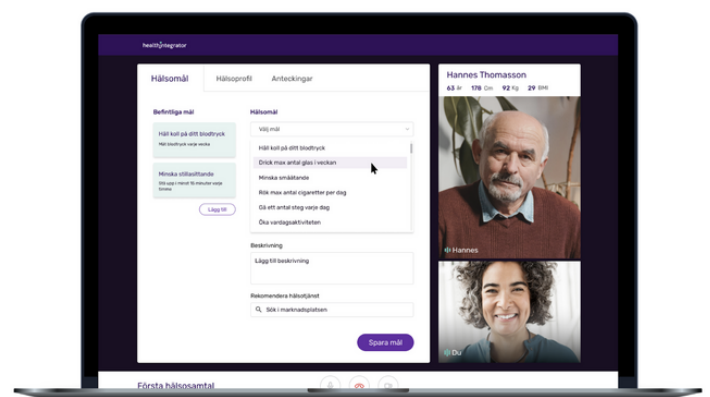 healthintegrator
Hälsomål
Hälsoprofil
Anteckningar
Befintliga mål
Håll koll på ditt blodtryck
Mät blodtryck varje vecka
Minska stillasittande
Stå upp i minst 15 minuter varje
timme
Lägg till
Hälsomål
Välj mål
Håll koll på ditt blodtryck
Drick max antal glas i veckan
Minska småätande
Rök max antal cigaretter per dag
Gå ett antal steg varje dag
Öka vardagsaktiviteten
Beskrivning
Lägg till beskrivning
Rekomendera hälsotjänst
Sök i marknadsplatsen
Spara mål
Hannes Thomasson
63 år 178 Cm 92 Kg 29 BMI
Hannes
Du
Första hälsosamtal